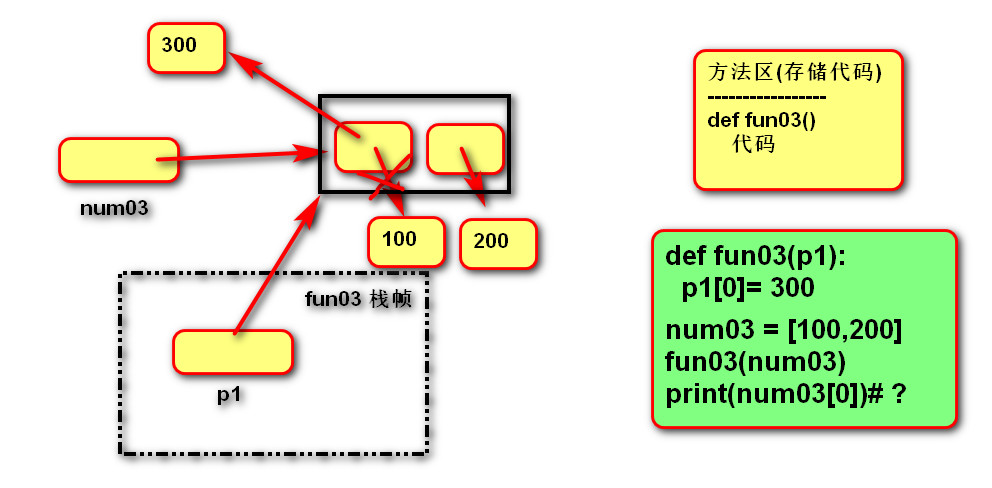 300
num03
100
200
fun03 栈帧
p1
方法区(存储代码)
-----------------
def fun03()
代码
def fun03(p1):
p1[0]= 300
num03 = [100,200]
fun03(num03)
print(num03[0])# ?